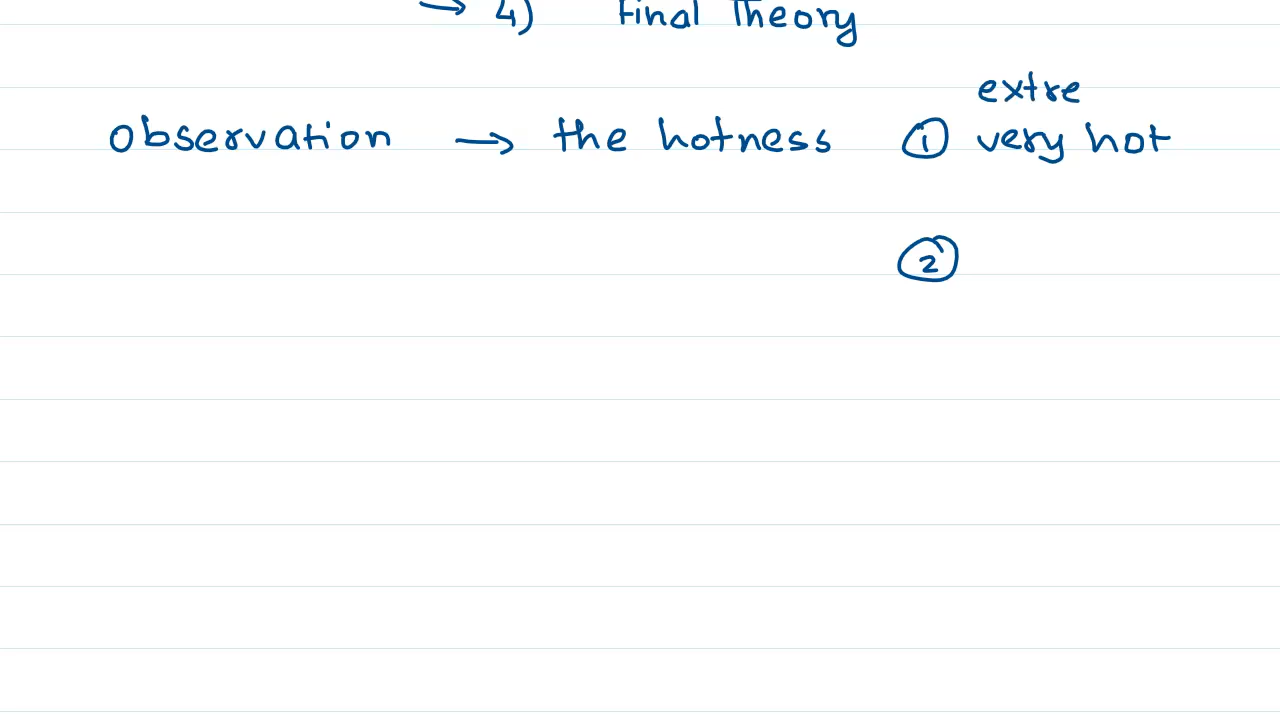 → 4) Final Theory
extre
observation → the hotness ① very hot
②